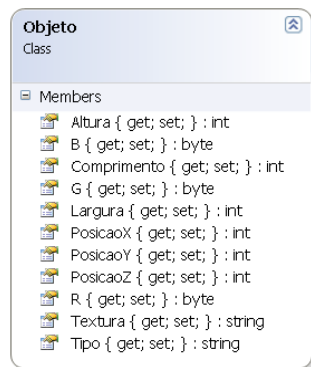 Objeto
Class
Members
Altura { get; set; } : int
B { get; set; } : byte
Comprimento { get; set; } : int
G { get; set; } : byte
Largura { get; set; } : int
PosicaoX { get; set; } : int
PosicaoY { get; set; } : int
PosicaoZ { get; set; } : int
R { get; set; } : byte
Textura { get; set; } : string
Tipo { get; set; } : string